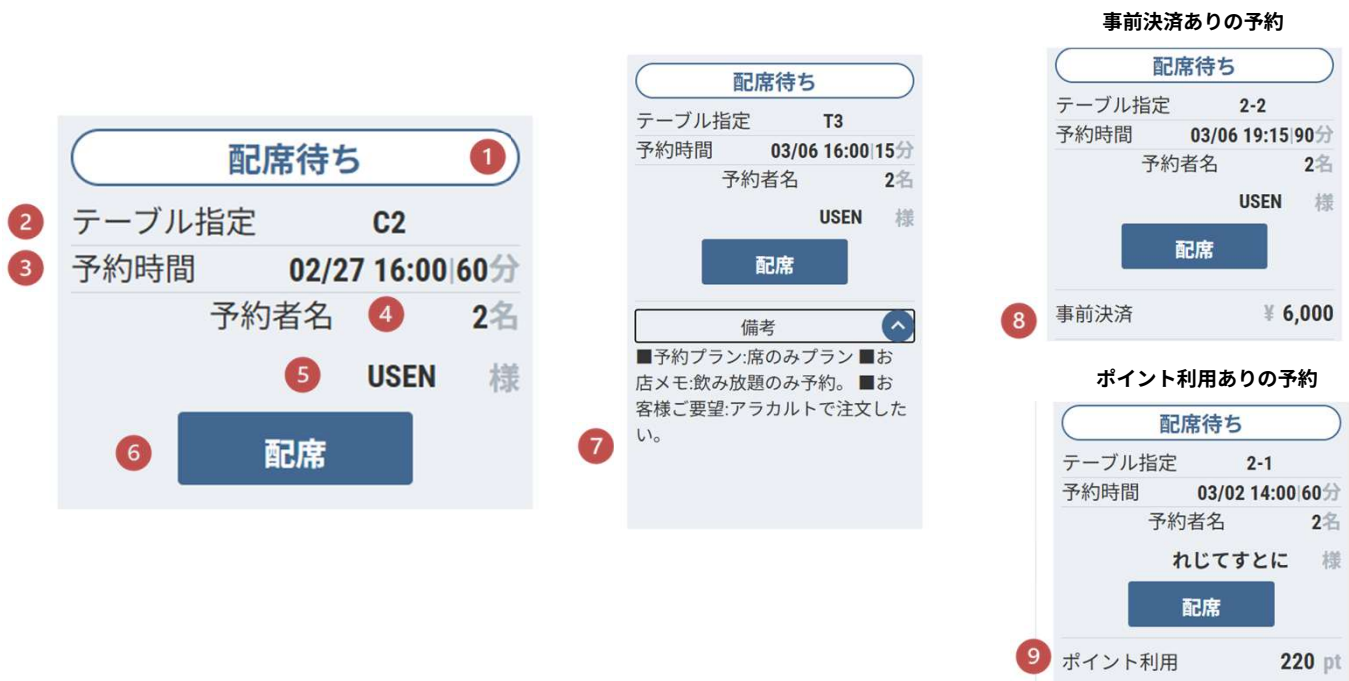 配席待ち 1
2 テーブル指定 C2
3 予約時間 02/27 16:00|60分
予約者名 4 2名
5 USEN 様
6 配席
配席待ち
テーブル指定 T3
予約時間 03/06 16:00|15分
予約者名 2名
USEN 様
配席
備考
■予約プラン:席のみプラン ■お
店メモ:飲み放題のみ予約。 ■お
客様ご要望:アラカルトで注文した
い。
7
事前決済ありの予約
配席待ち
テーブル指定 2-2
予約時間 03/06 19:15|90分
予約者名 2名
USEN 様
配席
8 事前決済 ¥ 6,000
ポイント利用ありの予約
配席待ち
テーブル指定 2-1
予約時間 03/02 14:00|60分
予約者名 2名
れじてすとに 様
配席
9 ポイント利用 220 pt